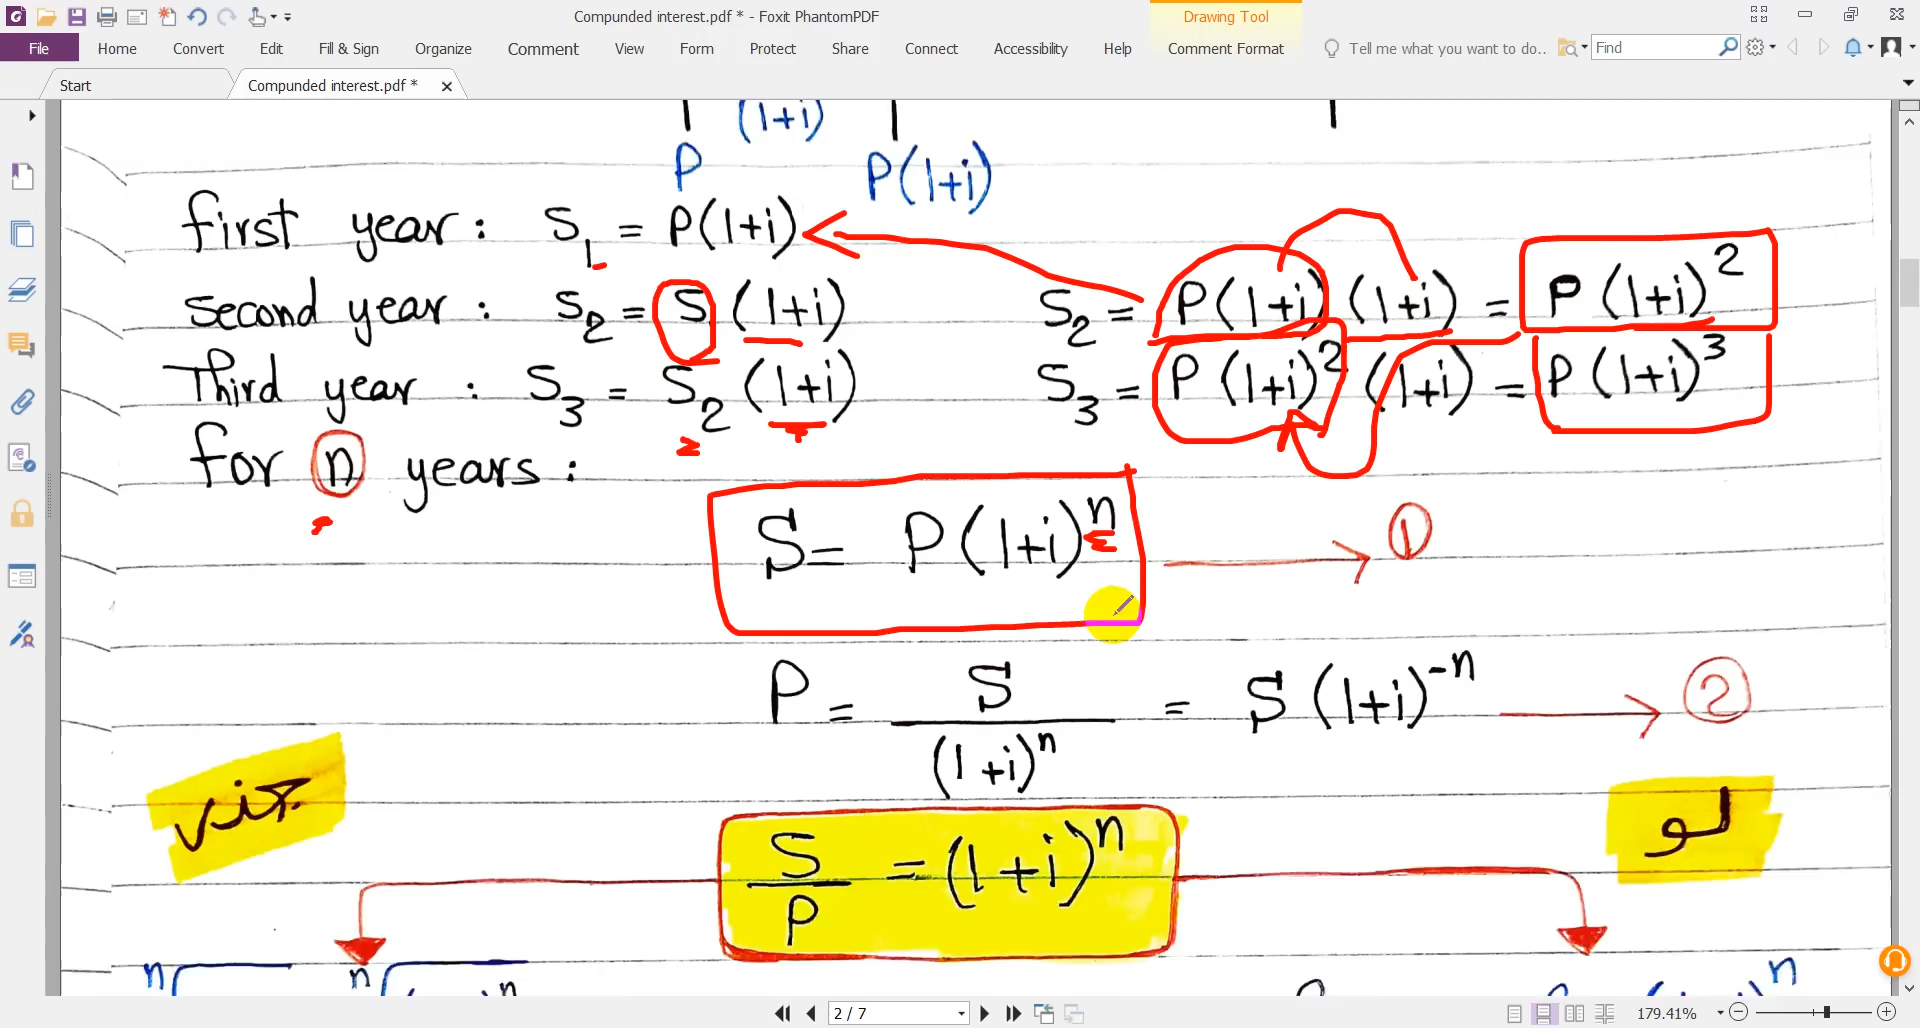 Compunded interest.pdf * - Foxit PhantomPDF
Drawing Tool
File Home Convert Edit Fill & Sign Organize Comment View Form Protect Share Connect Accessibility Help Comment Format Tell me what you want to do.. Find
Start Compunded interest.pdf *
(1+i)
P P(1+i)
first year : S₁ = P(1+i)
second year : S₂ = S₁ (1+i) S₂ = P(1+i) (1+i) = P(1+i)²
Third year : S₃ = S₂ (1+i) S₃ = P(1+i)² (1+i) = P(1+i)³
for n years :
S = P(1+i)ⁿ ①
P = S/(1+i)ⁿ = S(1+i)⁻ⁿ ②
جذر لو
S/P = (1+i)ⁿ
2 / 7 179.41%